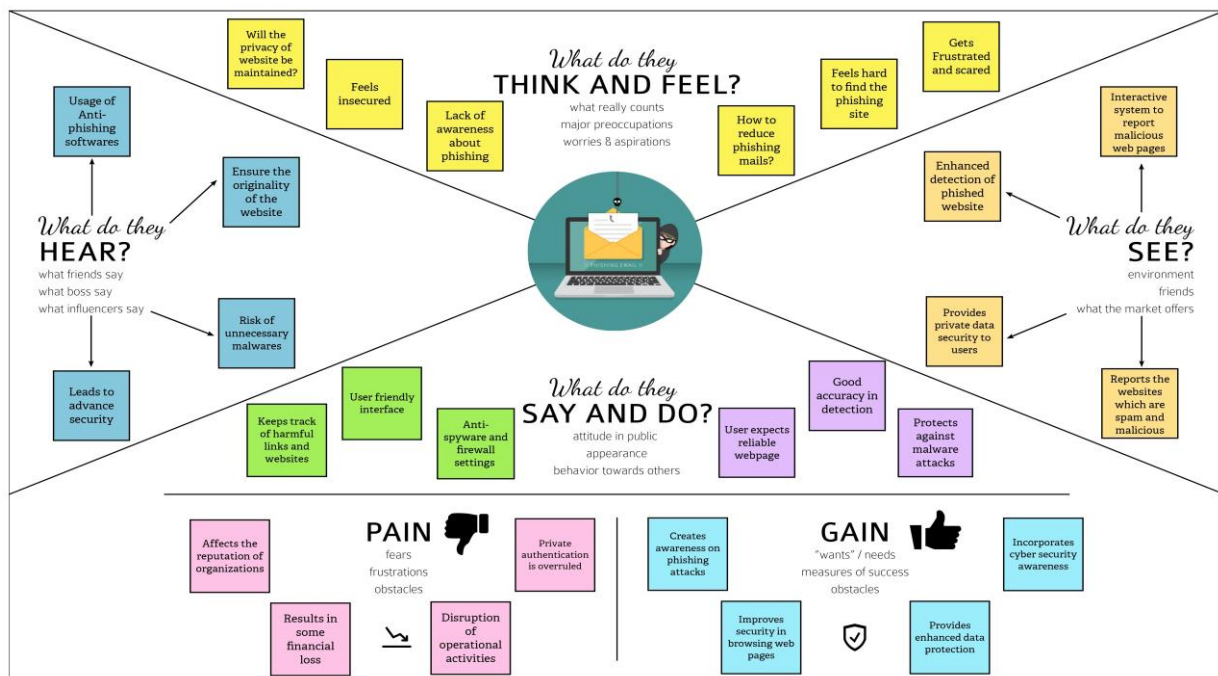 Will the
privacy of
website be
maintained?
Feels
insecured
Lack of
awareness
about
phishing
What do they
THINK AND FEEL?
what really counts
major preoccupations
worries & aspirations
How to
reduce
phishing
mails?
Feels hard
to find the
phishing
site
Gets
Frustrated
and scared
Usage of
Anti-
phishing
softwares
Ensure the
originality
of the
website
What do they
HEAR?
what friends say
what boss say
what influencers say
Risk of
unnecessary
malwares
Leads to
advance
security
PHISHING EMAIL
Interactive
system to
report
malicious
web pages
Enhanced
detection of
phished
website
What do they
SEE?
environment
friends
what the market offers
Provides
private data
security to
users
Reports the
websites
which are
spam and
malicious
Keeps track
of harmful
links and
websites
User friendly
interface
Anti-
spyware and
firewall
settings
What do they
SAY AND DO?
attitude in public
appearance
behavior towards others
User expects
reliable
webpage
Good
accuracy in
detection
Protects
against
malware
attacks
Affects the
reputation of
organizations
Results in
some
financial
loss
PAIN
fears
frustrations
obstacles
Disruption
of
operational
activities
Private
authentication
is overruled
Creates
awareness on
phishing
attacks
Improves
security in
browsing web
pages
GAIN
"wants" / needs
measures of success
obstacles
Provides
enhanced data
protection
Incorporates
cyber security
awareness